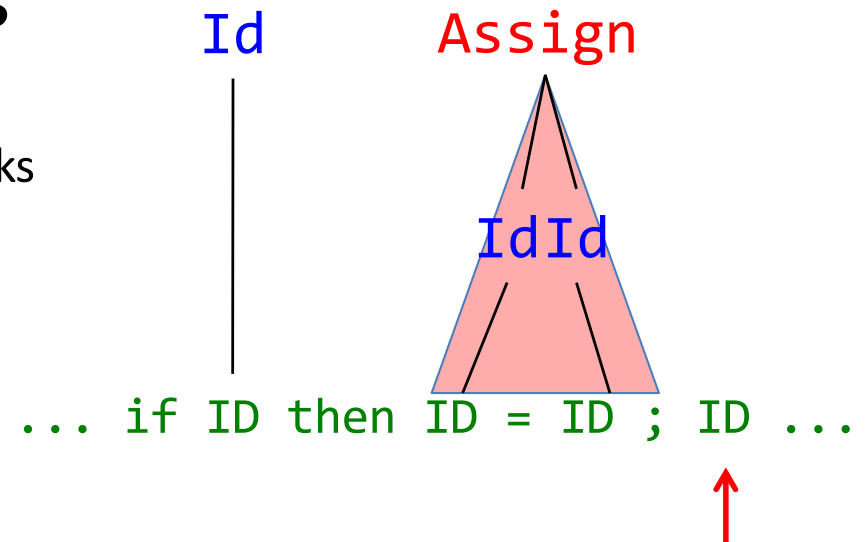 Id Assign
ks
IdId
... if ID then ID = ID ; ID ...